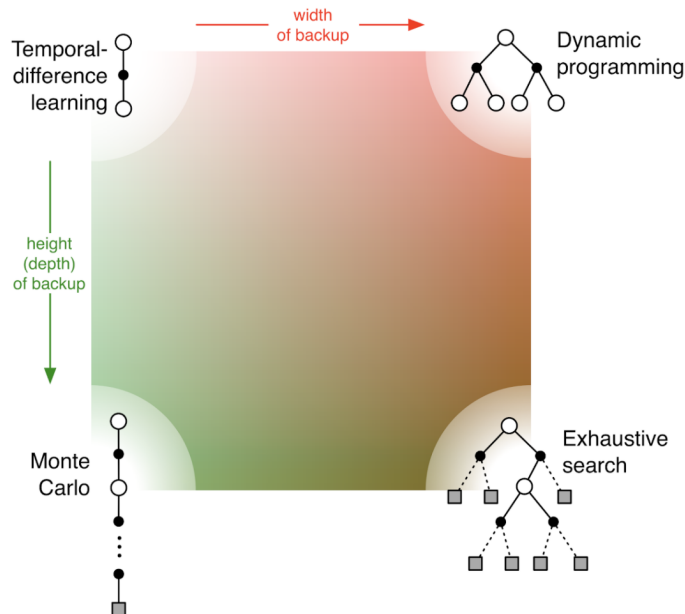 width
of backup
Temporal-
difference
learning
Dynamic
programming
height
(depth)
of backup
Monte
Carlo
Exhaustive
search